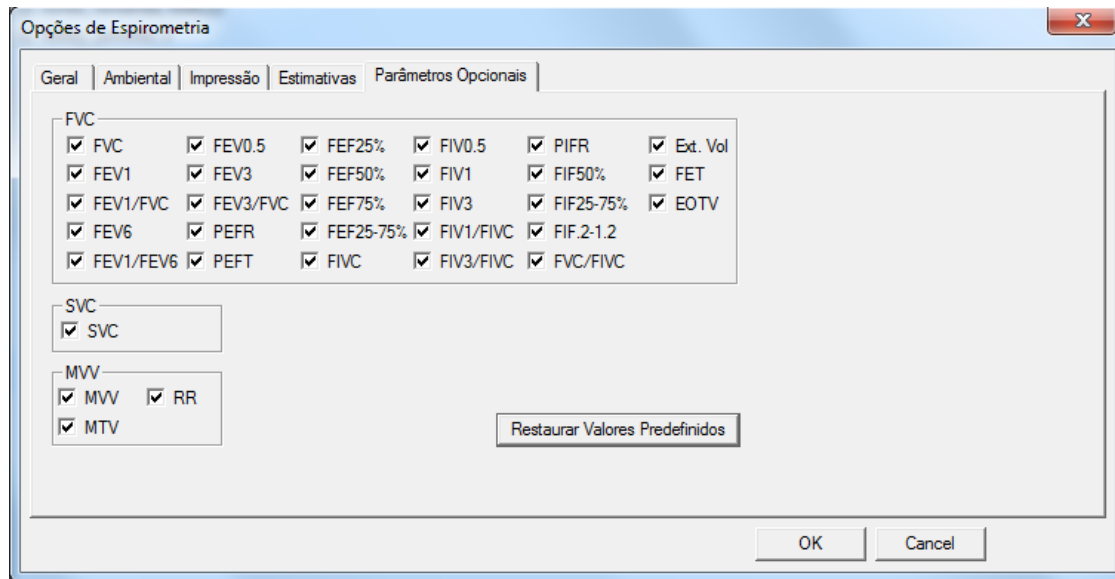 Opções de Espirometria
Geral Ambiental Impressão Estimativas Parâmetros Opcionais
FVC
FVC FEV0.5 FEF25% FIV0.5 PIFR Ext. Vol
FEV1 FEV3 FEF50% FIV1 FIF50% FET
FEV1/FVC FEV3/FVC FEF75% FIV3 FIF25-75% EOTV
FEV6 PEFR FEF25-75% FIV1/FIVC FIF.2-1.2
FEV1/FEV6 PEFT FIVC FIV3/FIVC FVC/FIVC
SVC
SVC
MVV
MVV RR
MTV
Restaurar Valores Predefinidos
OK Cancel